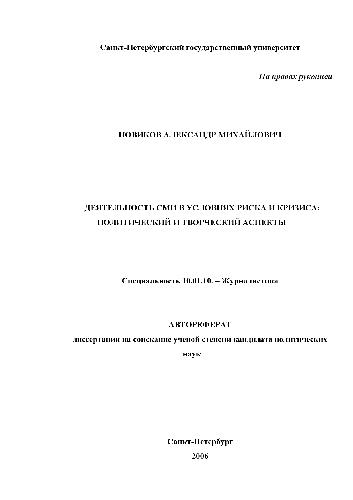 Санкт-Петербургский государственный университет
На правах рукописи
НОВИКОВ АЛЕКСАНДР МИХАЙЛОВИЧ
ДЕЯТЕЛЬНОСТЬ СМИ В УСЛОВИЯХ РИСКА И КРИЗИСА:
ПОЛИТИЧЕСКИЙ И ТВОРЧЕСКИЙ АСПЕКТЫ
Специальность 10.01.10. – Журналистика
АВТОРЕФЕРАТ
диссертации на соискание ученой степени кандидата политических
наук
Санкт-Петербург
2006